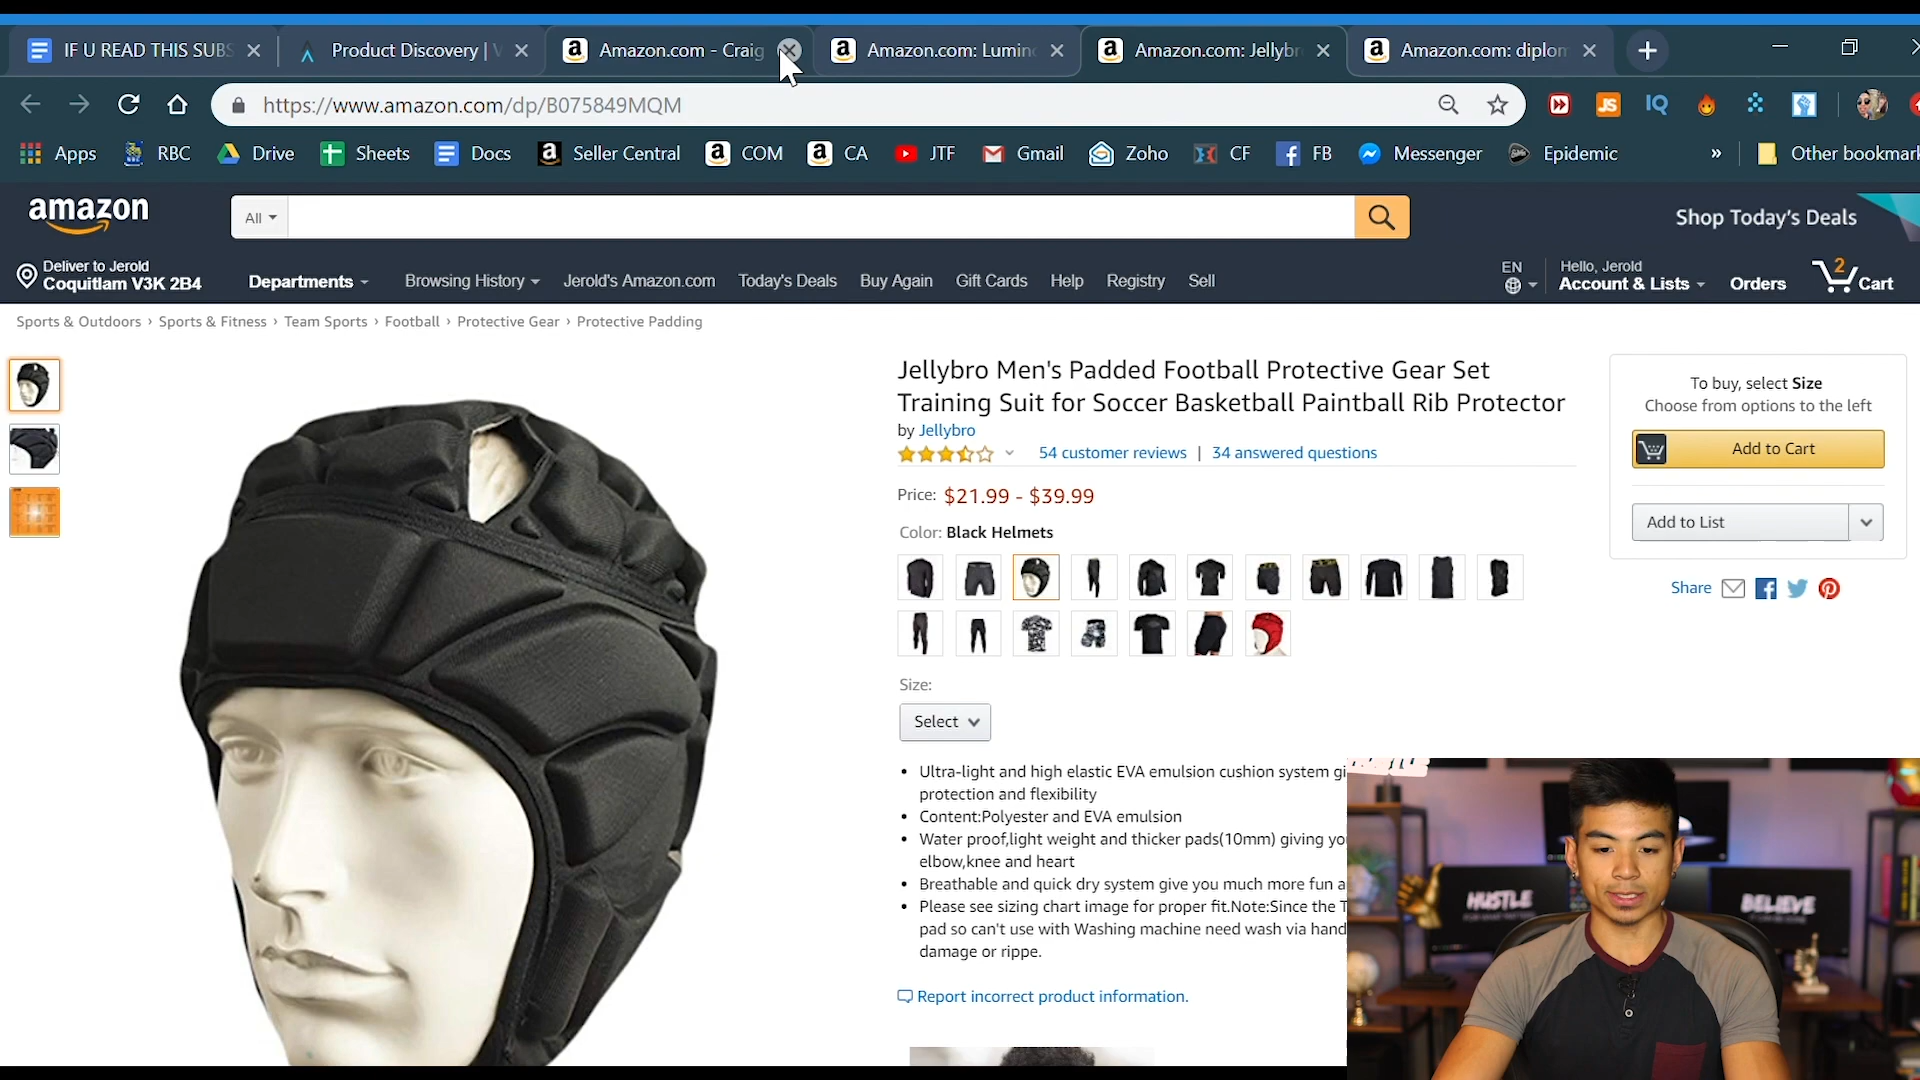 IF U READ THIS SUBS
Product Discovery |
Amazon.com - Craig
Amazon.com: Lumin
Amazon.com: Jellybr
Amazon.com: diplom
https://www.amazon.com/dp/B075849MQM
Apps
RBC
Drive
Sheets
Docs
Seller Central
COM
CA
JTF
Gmail
Zoho
CF
FB
Messenger
Epidemic
»
Other bookmark
JS
IQ
amazon
All
Shop Today's Deals
Deliver to Jerold
Coquitlam V3K 2B4
Departments
Browsing History
Jerold's Amazon.com
Today's Deals
Buy Again
Gift Cards
Help
Registry
Sell
EN
Hello, Jerold
Account & Lists
Orders
2
Cart
Sports & Outdoors › Sports & Fitness › Team Sports › Football › Protective Gear › Protective Padding
Jellybro Men's Padded Football Protective Gear Set
Training Suit for Soccer Basketball Paintball Rib Protector
by Jellybro
54 customer reviews | 34 answered questions
Price: $21.99 - $39.99
Color: Black Helmets
Size:
Select
• Ultra-light and high elastic EVA emulsion cushion system gi
protection and flexibility
• Content:Polyester and EVA emulsion
• Water proof,light weight and thicker pads(10mm) giving yo
elbow,knee and heart
• Breathable and quick dry system give you much more fun a
• Please see sizing chart image for proper fit.Note:Since the T
pad so can't use with Washing machine need wash via hand
damage or rippe.
Report incorrect product information.
To buy, select Size
Choose from options to the left
Add to Cart
Add to List
Share
HUSTLE
BELIEVE